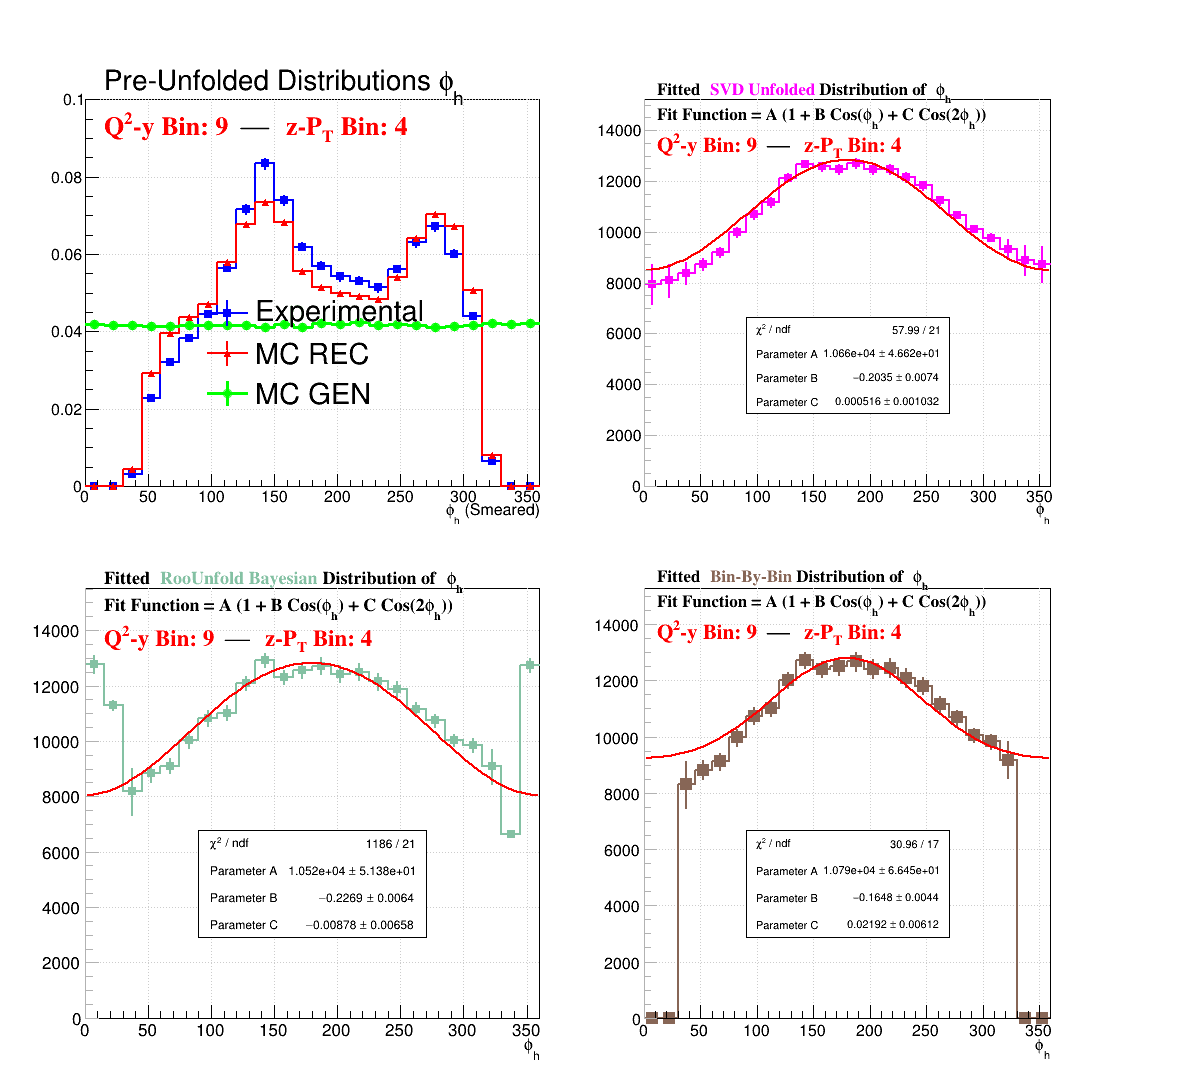 Pre-Unfolded Distributions ϕh
Q2-y Bin: 9 — z-PT Bin: 4
0.1
0.08
0.06
0.04
0.02
0
Experimental
MC REC
MC GEN
0 50 100 150 200 250 300 350
ϕh (Smeared)
Fitted SVD Unfolded Distribution of ϕh
Fit Function = A (1 + B Cos(ϕh) + C Cos(2ϕh))
Q2-y Bin: 9 — z-PT Bin: 4
14000
12000
10000
8000
6000
4000
2000
0
χ2 / ndf 57.99 / 21
Parameter A 1.066e+04 ± 4.662e+01
Parameter B −0.2035 ± 0.0074
Parameter C 0.000516 ± 0.001032
0 50 100 150 200 250 300 350
ϕh
Fitted RooUnfold Bayesian Distribution of ϕh
Fit Function = A (1 + B Cos(ϕh) + C Cos(2ϕh))
Q2-y Bin: 9 — z-PT Bin: 4
14000
12000
10000
8000
6000
4000
2000
0
χ2 / ndf 1186 / 21
Parameter A 1.052e+04 ± 5.138e+01
Parameter B −0.2269 ± 0.0064
Parameter C −0.00878 ± 0.00658
0 50 100 150 200 250 300 350
ϕh
Fitted Bin-By-Bin Distribution of ϕh
Fit Function = A (1 + B Cos(ϕh) + C Cos(2ϕh))
Q2-y Bin: 9 — z-PT Bin: 4
14000
12000
10000
8000
6000
4000
2000
0
χ2 / ndf 30.96 / 17
Parameter A 1.079e+04 ± 6.645e+01
Parameter B −0.1648 ± 0.0044
Parameter C 0.02192 ± 0.00612
0 50 100 150 200 250 300 350
ϕh